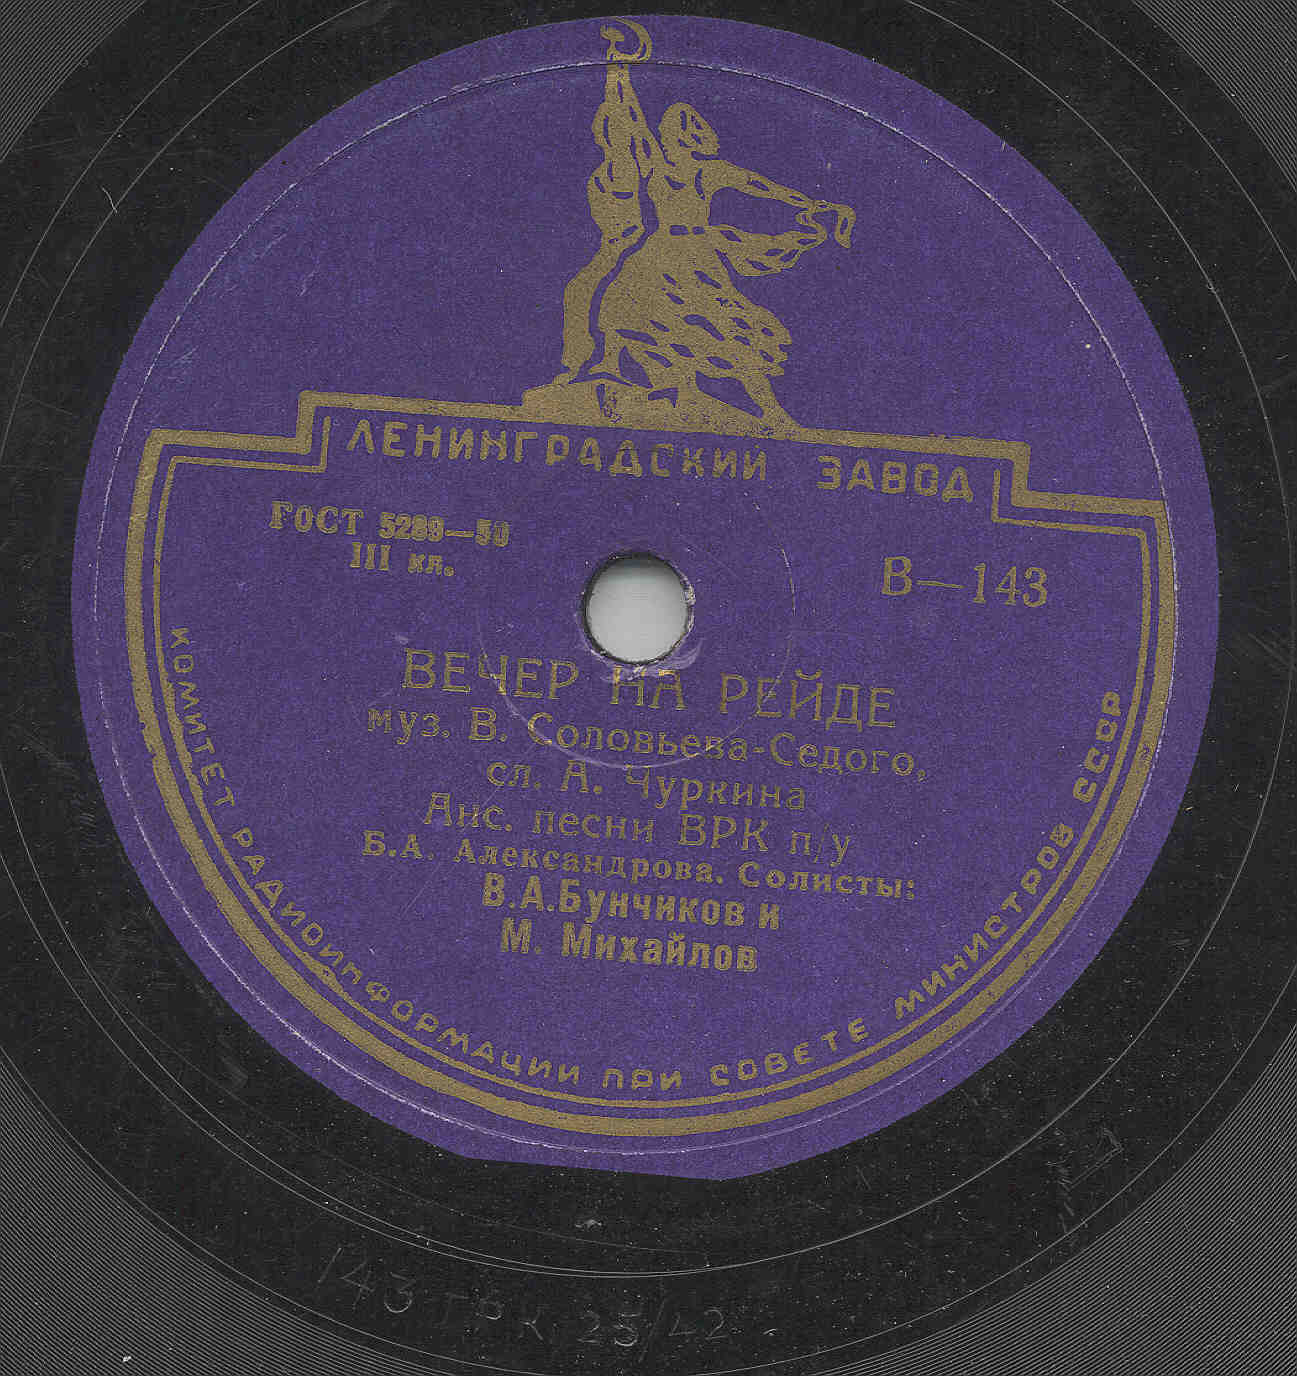 ЛЕНИНГРАДСКИЙ ЗАВОД
ГОСТ 5289—50
III кл.
В—143
ВЕЧЕР НА РЕЙДЕ
муз. В. Соловьева-Седого,
сл. А. Чуркина
Анс. песни ВРК п/у
Б.А. Александрова. Солисты:
В.А.Бунчиков и
М. Михайлов
КОМИТЕТ РАДИОИНФОРМАЦИИ ПРИ СОВЕТЕ МИНИСТРОВ СССР
143 ГРК 25/42